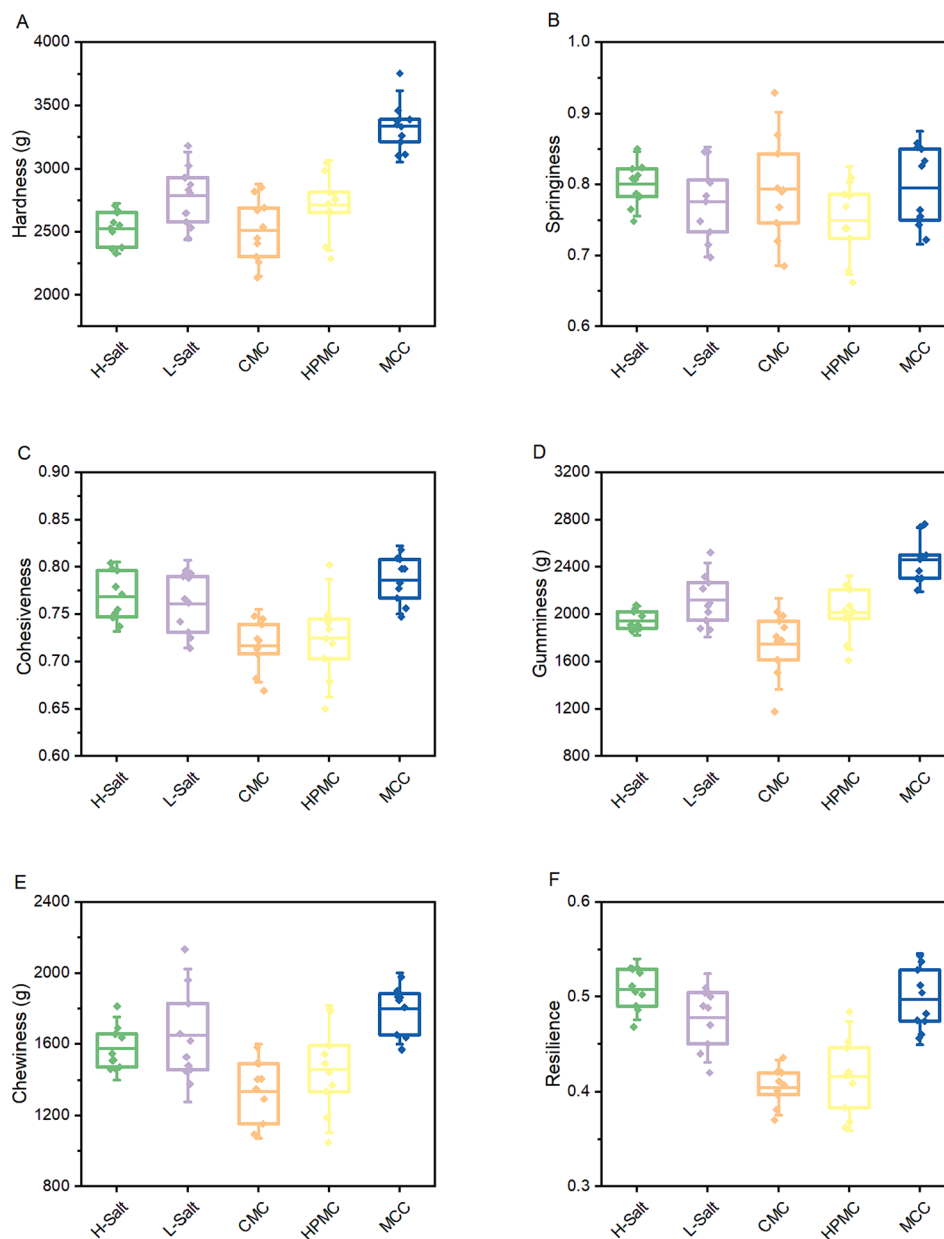 A
4000
3500
3000
2500
2000
Hardness (g)
H-Salt
L-Salt
CMC
HPMC
MCC
B
1.0
0.9
0.8
0.7
0.6
Springiness
H-Salt
L-Salt
CMC
HPMC
MCC
C
0.90
0.85
0.80
0.75
0.70
0.65
0.60
Cohesiveness
H-Salt
L-Salt
CMC
HPMC
MCC
D
3200
2800
2400
2000
1600
1200
800
Gumminess (g)
H-Salt
L-Salt
CMC
HPMC
MCC
E
2400
2000
1600
1200
800
Chewiness (g)
H-Salt
L-Salt
CMC
HPMC
MCC
F
0.6
0.5
0.4
0.3
Resilience
H-Salt
L-Salt
CMC
HPMC
MCC